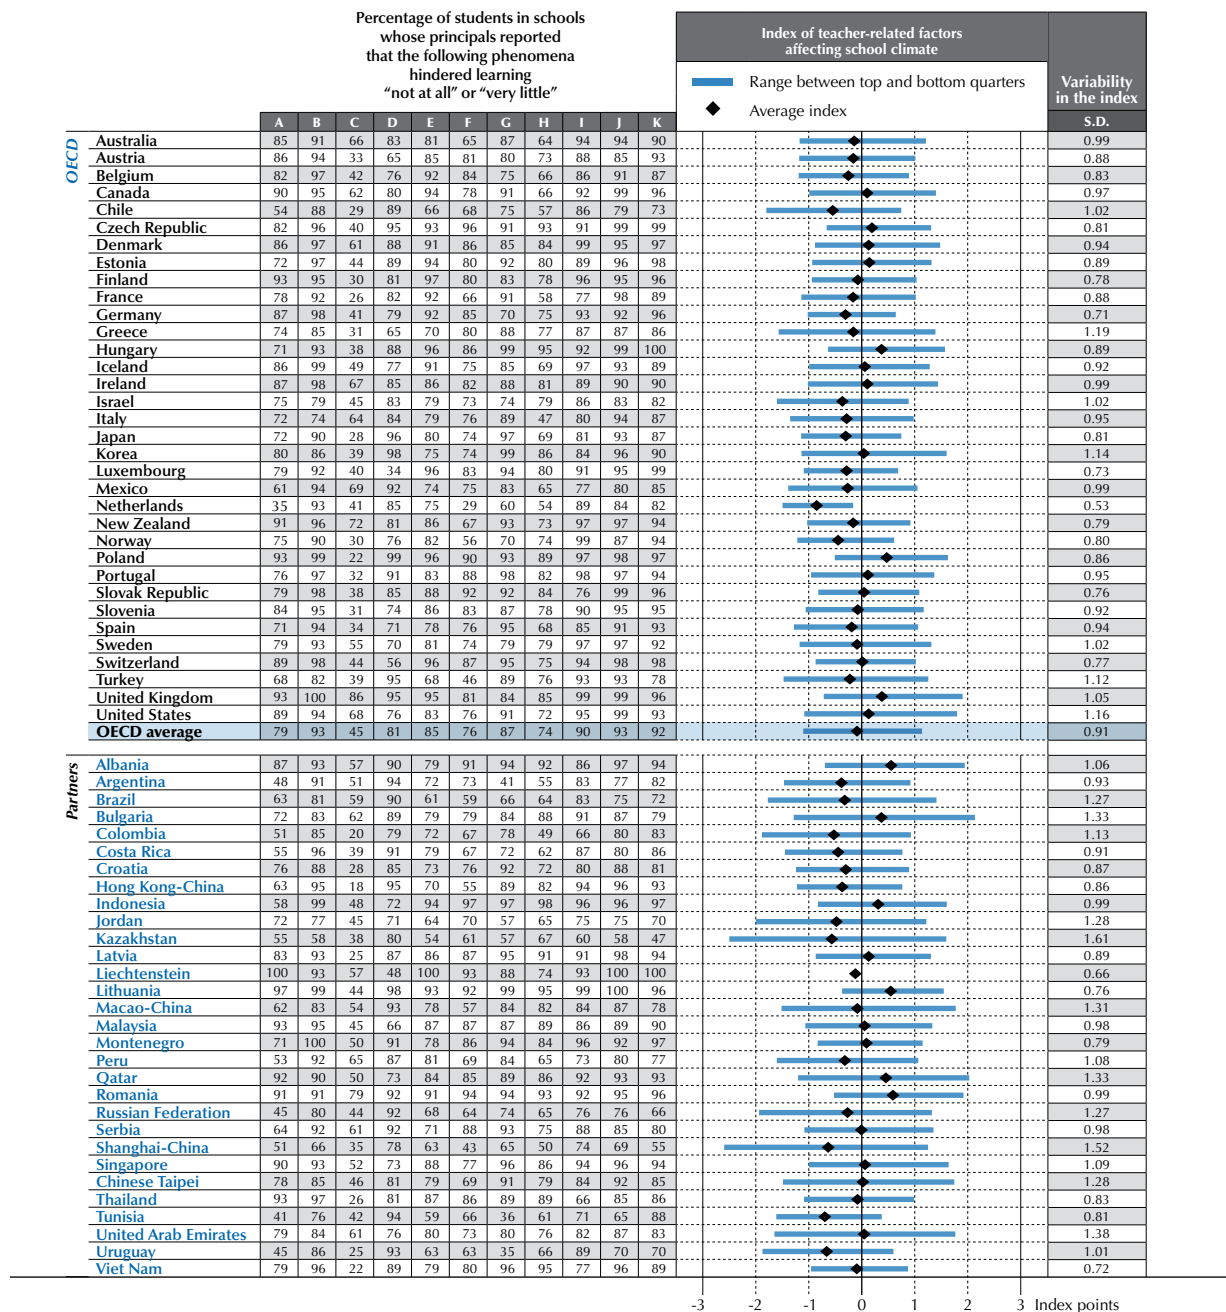 Percentage of students in schools
whose principals reported
that the following phenomena
hindered learning
“not at all” or “very little”
Index of teacher-related factors
affecting school climate
Range between top and bottom quarters
Average index
Variability
in the index
A B C D E F G H I J K S.D.
OECD
Australia 85 91 66 83 81 65 87 64 94 94 90 0.99
Austria 86 94 33 65 85 81 80 73 88 85 93 0.88
Belgium 82 97 42 76 92 84 75 66 86 91 87 0.83
Canada 90 95 62 80 94 78 91 66 92 99 96 0.97
Chile 54 88 29 89 66 68 75 57 86 79 73 1.02
Czech Republic 82 96 40 95 93 96 91 93 91 99 99 0.81
Denmark 86 97 61 88 91 86 85 84 99 95 97 0.94
Estonia 72 97 44 89 94 80 92 80 89 96 98 0.89
Finland 93 95 30 81 97 80 83 78 96 95 96 0.78
France 78 92 26 82 92 66 91 58 77 98 89 0.88
Germany 87 98 41 79 92 85 70 75 93 92 96 0.71
Greece 74 85 31 65 70 80 88 77 87 87 86 1.19
Hungary 71 93 38 88 96 86 99 95 92 99 100 0.89
Iceland 86 99 49 77 91 75 85 69 97 93 89 0.92
Ireland 87 98 67 85 86 82 88 81 89 90 90 0.99
Israel 75 79 45 83 79 73 74 79 86 83 82 1.02
Italy 72 74 64 84 79 76 89 47 80 94 87 0.95
Japan 72 90 28 96 80 74 97 69 81 93 87 0.81
Korea 80 86 39 98 75 74 99 86 84 96 90 1.14
Luxembourg 79 92 40 34 96 83 94 80 91 95 99 0.73
Mexico 61 94 69 92 74 75 83 65 77 80 85 0.99
Netherlands 35 93 41 85 75 29 60 54 89 84 82 0.53
New Zealand 91 96 72 81 86 67 93 73 97 97 94 0.79
Norway 75 90 30 76 82 56 70 74 99 87 94 0.80
Poland 93 99 22 99 96 90 93 89 97 98 97 0.86
Portugal 76 97 32 91 83 88 98 82 98 97 94 0.95
Slovak Republic 79 98 38 85 88 92 92 84 76 99 96 0.76
Slovenia 84 95 31 74 86 83 87 78 90 95 95 0.92
Spain 71 94 34 71 78 76 95 68 85 91 93 0.94
Sweden 79 93 55 70 81 74 79 79 97 97 92 1.02
Switzerland 89 98 44 56 96 87 95 75 94 98 98 0.77
Turkey 68 82 39 95 68 46 89 76 93 93 78 1.12
United Kingdom 93 100 86 95 95 81 84 85 99 99 96 1.05
United States 89 94 68 76 83 76 91 72 95 99 93 1.16
OECD average 79 93 45 81 85 76 87 74 90 93 92 0.91
Partners
Albania 87 93 57 90 79 91 94 92 86 97 94 1.06
Argentina 48 91 51 94 72 73 41 55 83 77 82 0.93
Brazil 63 81 59 90 61 59 66 64 83 75 72 1.27
Bulgaria 72 83 62 89 79 79 84 88 91 87 79 1.33
Colombia 51 85 20 79 72 67 78 49 66 80 83 1.13
Costa Rica 55 96 39 91 79 67 72 62 87 80 86 0.91
Croatia 76 88 28 85 73 76 92 72 80 88 81 0.87
Hong Kong-China 63 95 18 95 70 55 89 82 94 96 93 0.86
Indonesia 58 99 48 72 94 97 97 98 96 96 97 0.99
Jordan 72 77 45 71 64 70 57 65 75 75 70 1.28
Kazakhstan 55 58 38 80 54 61 57 67 60 58 47 1.61
Latvia 83 93 25 87 86 87 95 91 91 98 94 0.89
Liechtenstein 100 93 57 48 100 93 88 74 93 100 100 0.66
Lithuania 97 99 44 98 93 92 99 95 99 100 96 0.76
Macao-China 62 83 54 93 78 57 84 82 84 87 78 1.31
Malaysia 93 95 45 66 87 87 87 89 86 89 90 0.98
Montenegro 71 100 50 91 78 86 94 84 96 92 97 0.79
Peru 53 92 65 87 81 69 84 65 73 80 77 1.08
Qatar 92 90 50 73 84 85 89 86 92 93 93 1.33
Romania 91 91 79 92 91 94 94 93 92 95 96 0.99
Russian Federation 45 80 44 92 68 64 74 65 76 76 66 1.27
Serbia 64 92 61 92 71 88 93 75 88 85 80 0.98
Shanghai-China 51 66 35 78 63 43 65 50 74 69 55 1.52
Singapore 90 93 52 73 88 77 96 86 94 96 94 1.09
Chinese Taipei 78 85 46 81 79 69 91 79 84 92 85 1.28
Thailand 93 97 26 81 87 86 89 89 66 85 86 0.83
Tunisia 41 76 42 94 59 66 36 61 71 65 88 0.81
United Arab Emirates 79 84 61 76 80 73 80 76 82 87 83 1.38
Uruguay 45 86 25 93 63 63 35 66 89 70 70 1.01
Viet Nam 79 96 22 89 79 80 96 95 77 96 89 0.72
-3 -2 -1 0 1 2 3 Index points